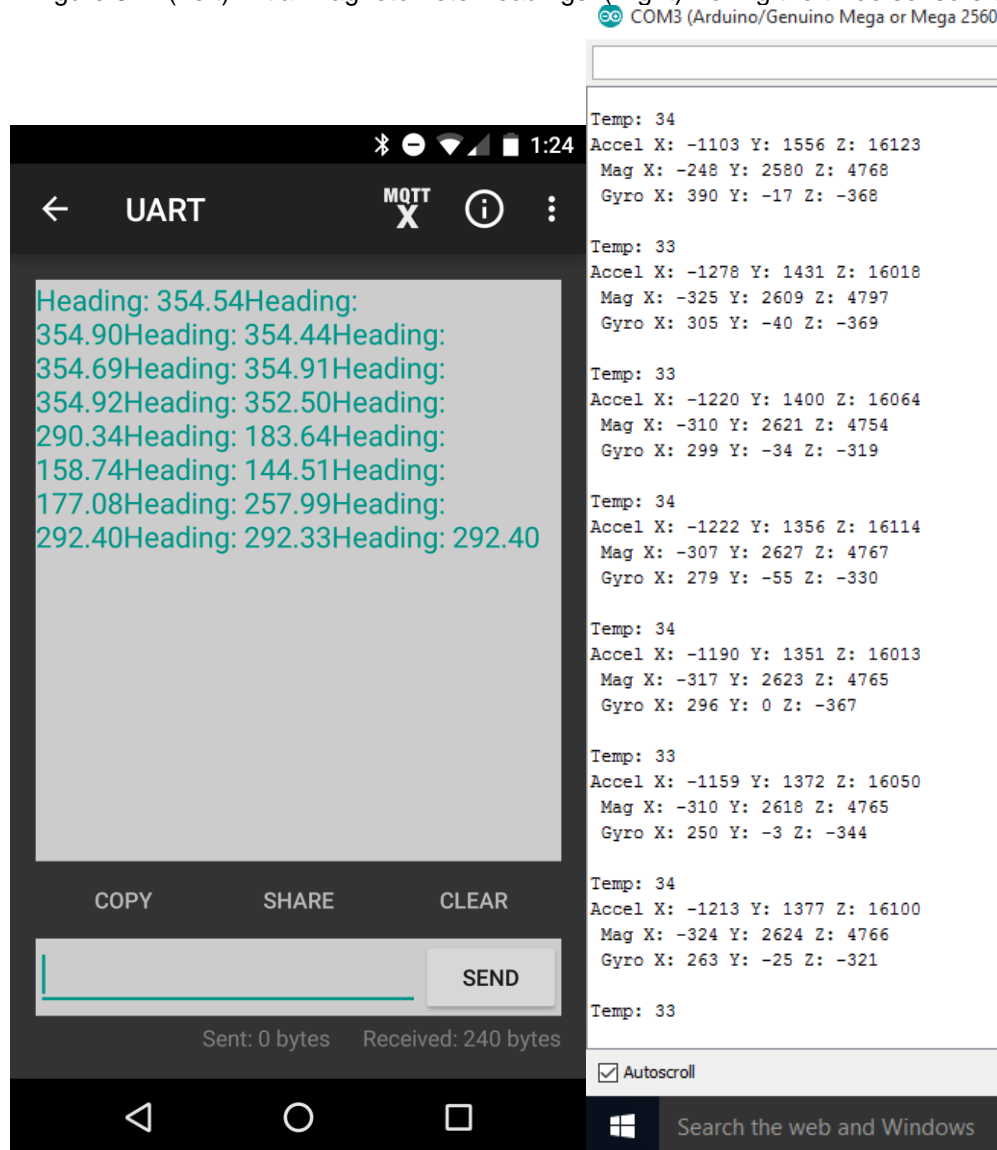 COM3 (Arduino/Genuino Mega or Mega 2560
1:24
UART
MQTT
X
Heading: 354.54Heading:
354.90Heading: 354.44Heading:
354.69Heading: 354.91Heading:
354.92Heading: 352.50Heading:
290.34Heading: 183.64Heading:
158.74Heading: 144.51Heading:
177.08Heading: 257.99Heading:
292.40Heading: 292.33Heading: 292.40
COPY
SHARE
CLEAR
SEND
Sent: 0 bytes
Received: 240 bytes
Temp: 34
Accel X: -1103 Y: 1556 Z: 16123
Mag X: -248 Y: 2580 Z: 4768
Gyro X: 390 Y: -17 Z: -368
Temp: 33
Accel X: -1278 Y: 1431 Z: 16018
Mag X: -325 Y: 2609 Z: 4797
Gyro X: 305 Y: -40 Z: -369
Temp: 33
Accel X: -1220 Y: 1400 Z: 16064
Mag X: -310 Y: 2621 Z: 4754
Gyro X: 299 Y: -34 Z: -319
Temp: 34
Accel X: -1222 Y: 1356 Z: 16114
Mag X: -307 Y: 2627 Z: 4767
Gyro X: 279 Y: -55 Z: -330
Temp: 34
Accel X: -1190 Y: 1351 Z: 16013
Mag X: -317 Y: 2623 Z: 4765
Gyro X: 296 Y: 0 Z: -367
Temp: 33
Accel X: -1159 Y: 1372 Z: 16050
Mag X: -310 Y: 2618 Z: 4765
Gyro X: 250 Y: -3 Z: -344
Temp: 34
Accel X: -1213 Y: 1377 Z: 16100
Mag X: -324 Y: 2624 Z: 4766
Gyro X: 263 Y: -25 Z: -321
Temp: 33
Autoscroll
Search the web and Windows